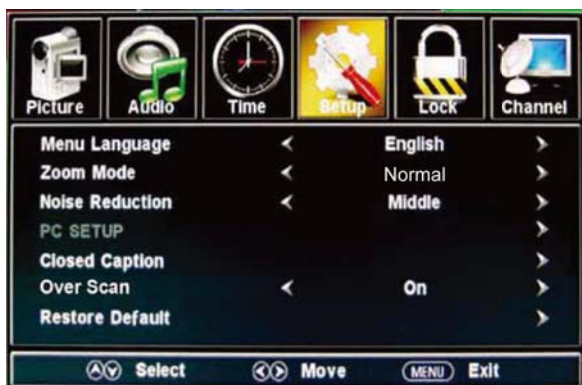 Picture Audio Time Setup Lock Channel
Menu Language English
Zoom Mode Normal
Noise Reduction Middle
PC SETUP
Closed Caption
Over Scan On
Restore Default
Select Move MENU Exit